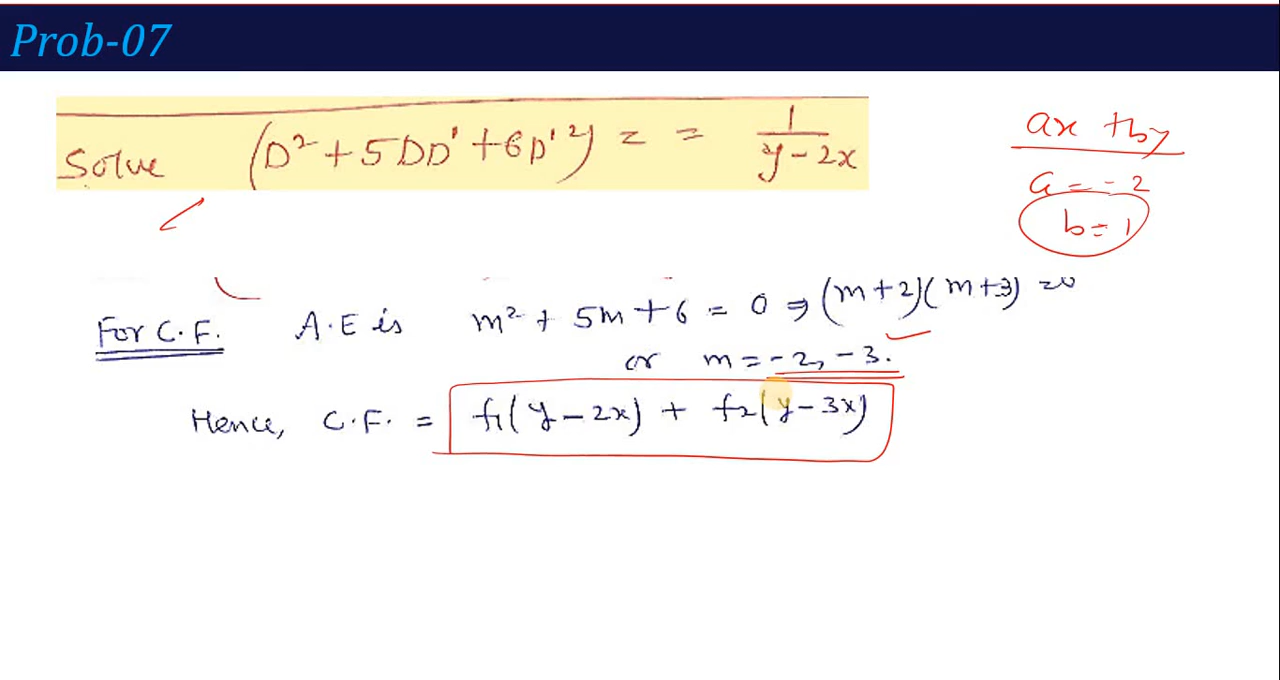 Prob-07
Solve (D² + 5DD' + 6D'²) z = 1/(y - 2x)
ax + by
a = -2
b = 1
For C.F. A.E is m² + 5m + 6 = 0 ⇒ (m+2)(m+3) = 0
or m = -2, -3.
Hence, C.F. = f₁(y - 2x) + f₂(y - 3x)